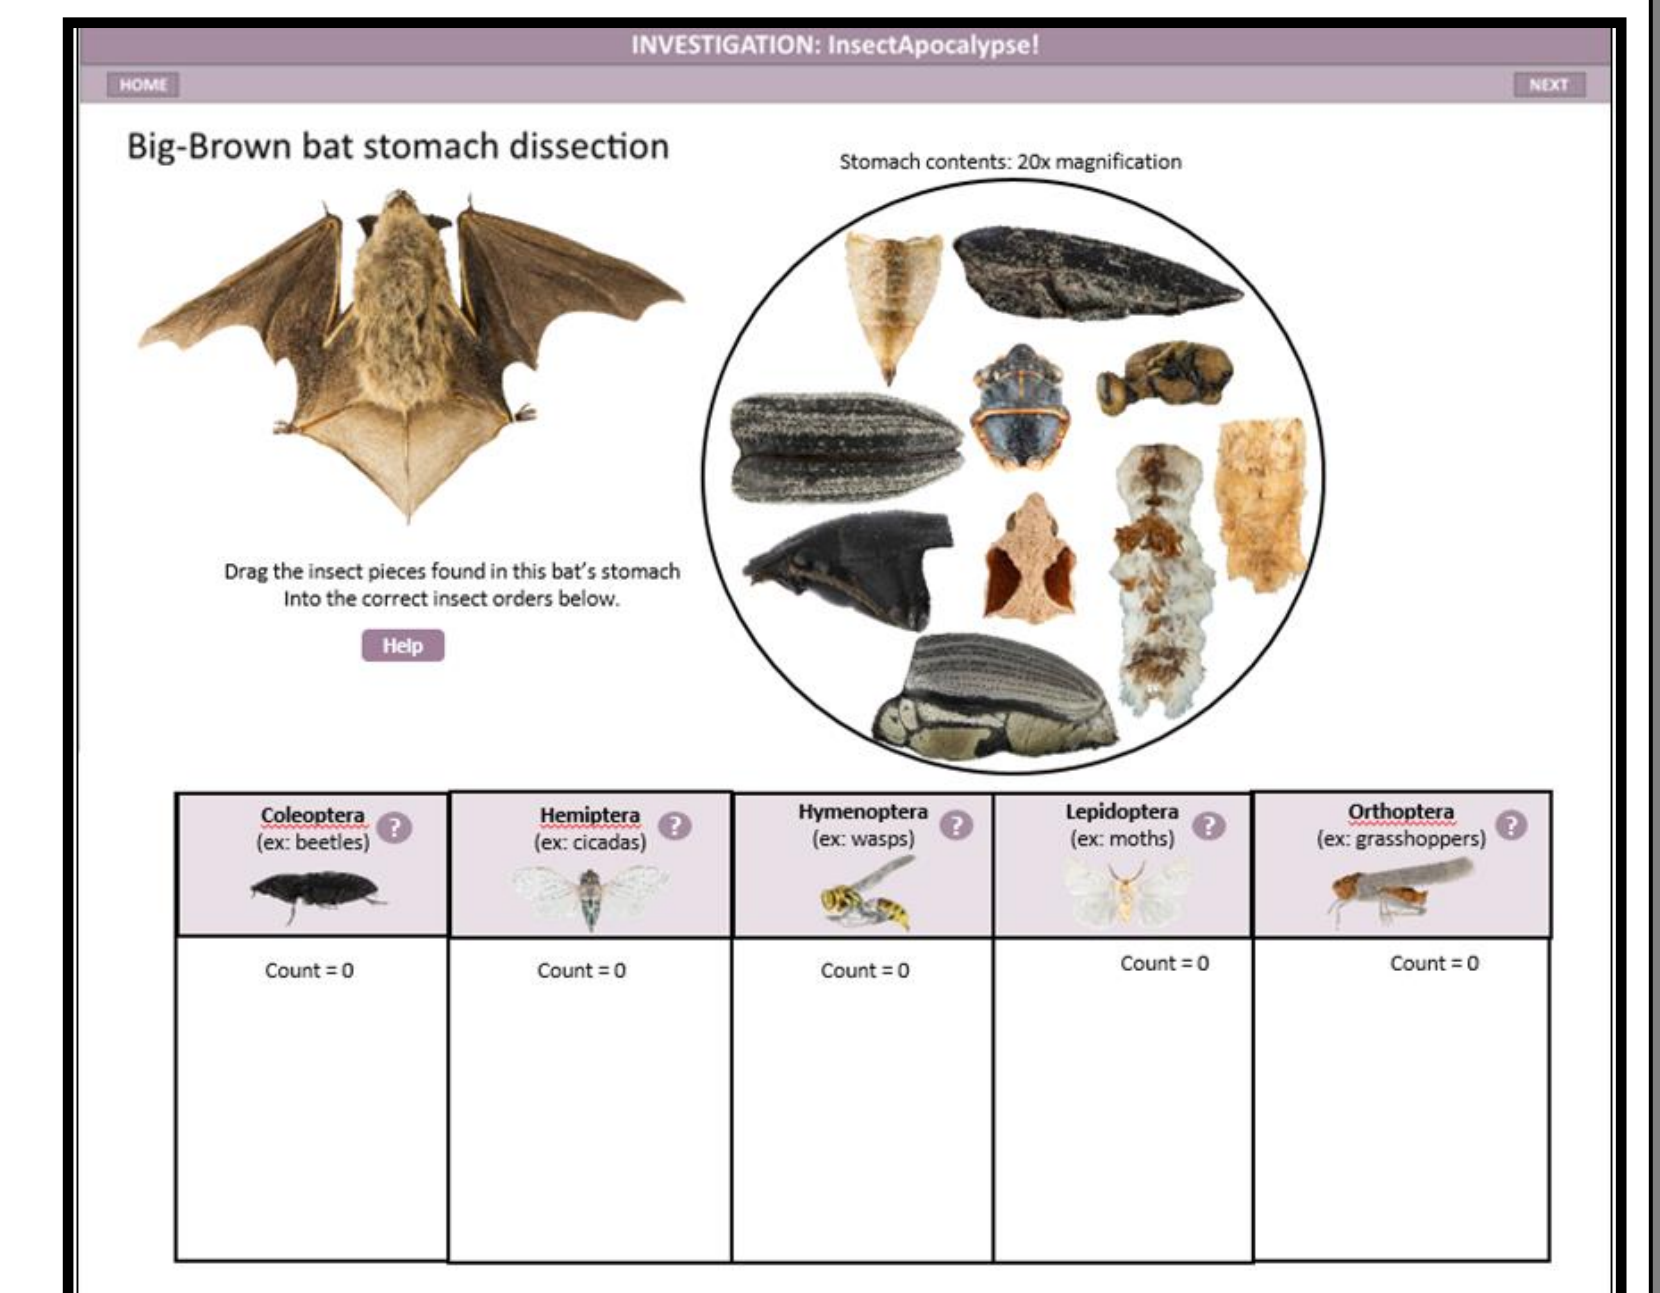 INVESTIGATION: InsectApocalypse!
HOME
NEXT
Big-Brown bat stomach dissection
Stomach contents: 20x magnification
Drag the insect pieces found in this bat's stomach
Into the correct insect orders below.
Help
Coleoptera
(ex: beetles)
?
Hemiptera
(ex: cicadas)
?
Hymenoptera
(ex: wasps)
?
Lepidoptera
(ex: moths)
?
Orthoptera
(ex: grasshoppers)
?
Count = 0
Count = 0
Count = 0
Count = 0
Count = 0